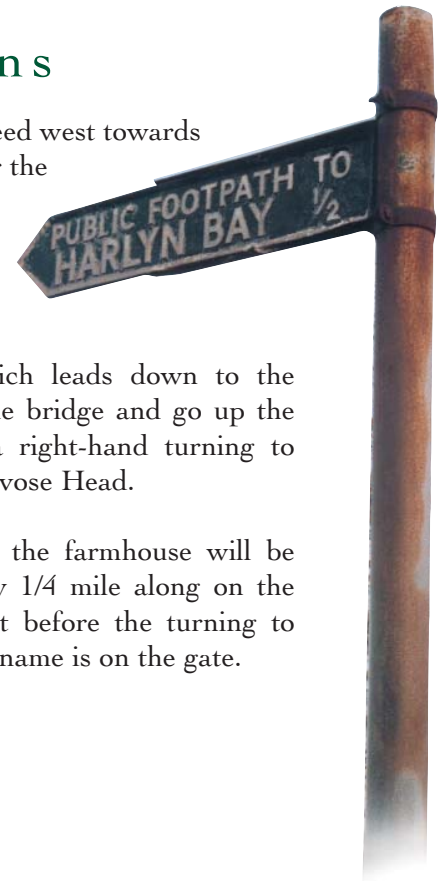 ns
eed west towards
r the
PUBLIC FOOTPATH TO
HARLYN BAY 1/2
ich leads down to the
e bridge and go up the
a right-hand turning to
vose Head.
the farmhouse will be
y 1/4 mile along on the
t before the turning to
name is on the gate.